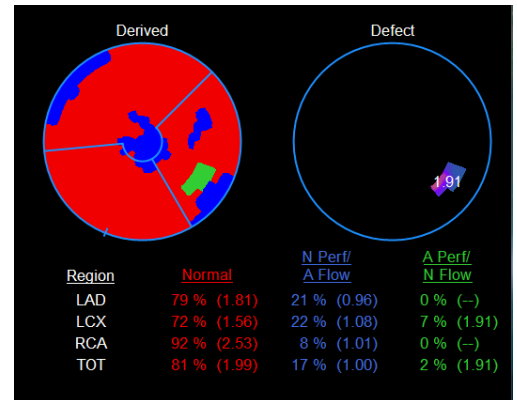 Derived Defect
1.91
N Perf/ A Perf/
Region Normal A Flow N Flow
LAD 79 % (1.81) 21 % (0.96) 0 % (--)
LCX 72 % (1.56) 22 % (1.08) 7 % (1.91)
RCA 92 % (2.53) 8 % (1.01) 0 % (--)
TOT 81 % (1.99) 17 % (1.00) 2 % (1.91)